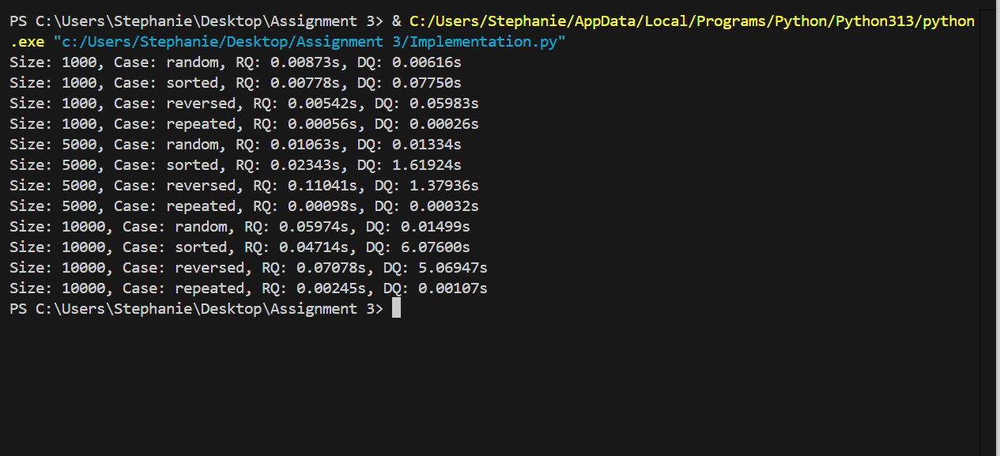 PS C:\Users\Stephanie\Desktop\Assignment 3> & C:/Users/Stephanie/AppData/Local/Programs/Python/Python313/python
.exe "c:/Users/Stephanie/Desktop/Assignment 3/Implementation.py"
Size: 1000, Case: random, RQ: 0.00873s, DQ: 0.00616s
Size: 1000, Case: sorted, RQ: 0.00778s, DQ: 0.07750s
Size: 1000, Case: reversed, RQ: 0.00542s, DQ: 0.05983s
Size: 1000, Case: repeated, RQ: 0.00056s, DQ: 0.00026s
Size: 5000, Case: random, RQ: 0.01063s, DQ: 0.01334s
Size: 5000, Case: sorted, RQ: 0.02343s, DQ: 1.61924s
Size: 5000, Case: reversed, RQ: 0.11041s, DQ: 1.37936s
Size: 5000, Case: repeated, RQ: 0.00098s, DQ: 0.00032s
Size: 10000, Case: random, RQ: 0.05974s, DQ: 0.01499s
Size: 10000, Case: sorted, RQ: 0.04714s, DQ: 6.07600s
Size: 10000, Case: reversed, RQ: 0.07078s, DQ: 5.06947s
Size: 10000, Case: repeated, RQ: 0.00245s, DQ: 0.00107s
PS C:\Users\Stephanie\Desktop\Assignment 3>